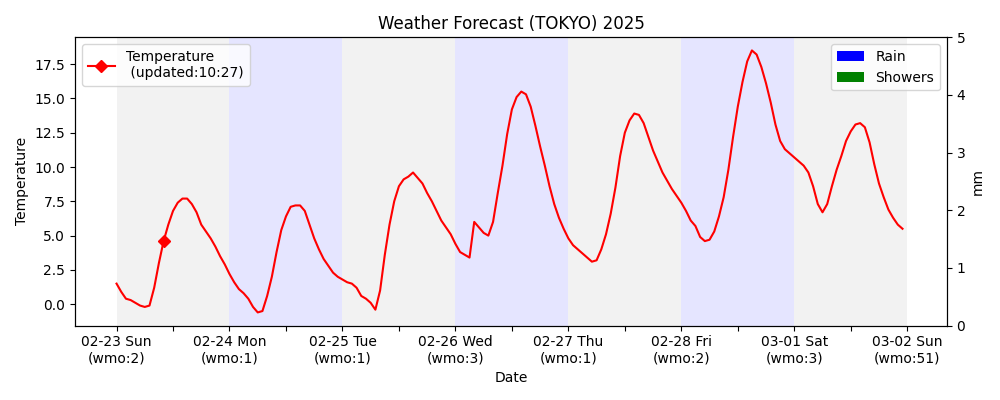 Weather Forecast (TOKYO) 2025
Temperature
(updated:10:27)
Rain
Showers
Temperature
17.5
15.0
12.5
10.0
7.5
5.0
2.5
0.0
5
4
3
2
1
0
mm
02-23 Sun
(wmo:2)
02-24 Mon
(wmo:1)
02-25 Tue
(wmo:1)
02-26 Wed
(wmo:3)
02-27 Thu
(wmo:1)
02-28 Fri
(wmo:2)
03-01 Sat
(wmo:3)
03-02 Sun
(wmo:51)
Date